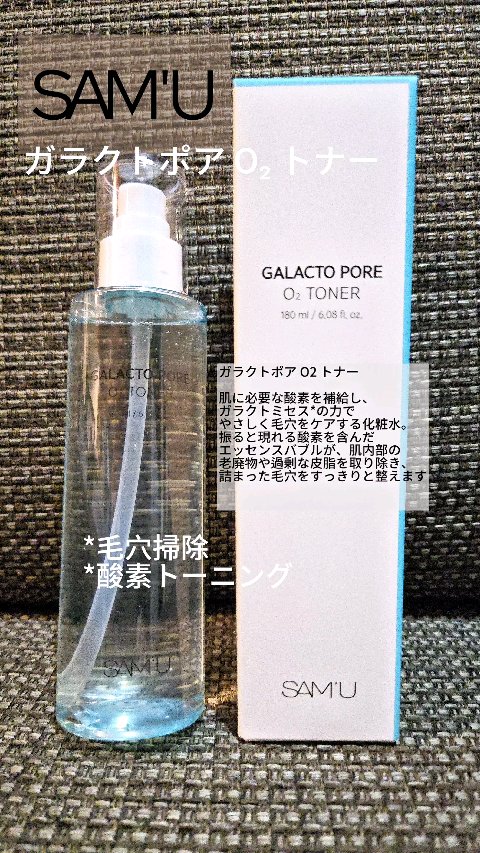 SAM'U
ガラクトポア O₂ トナー
GALACTO PORE
O₂ TONER
180 ml / 6.08 fl. oz.
GALACTO PORE
ガラクトポア O2 トナー
肌に必要な酸素を補給し、
ガラクトミセス*の力で
やさしく毛穴をケアする化粧水。
振ると現れる酸素を含んだ
エッセンスバブルが、肌内部の
老廃物や過剰な皮脂を取り除き、
詰まった毛穴をすっきりと整えます
*毛穴掃除
*酸素トーニング
SAM'U
SAM'U